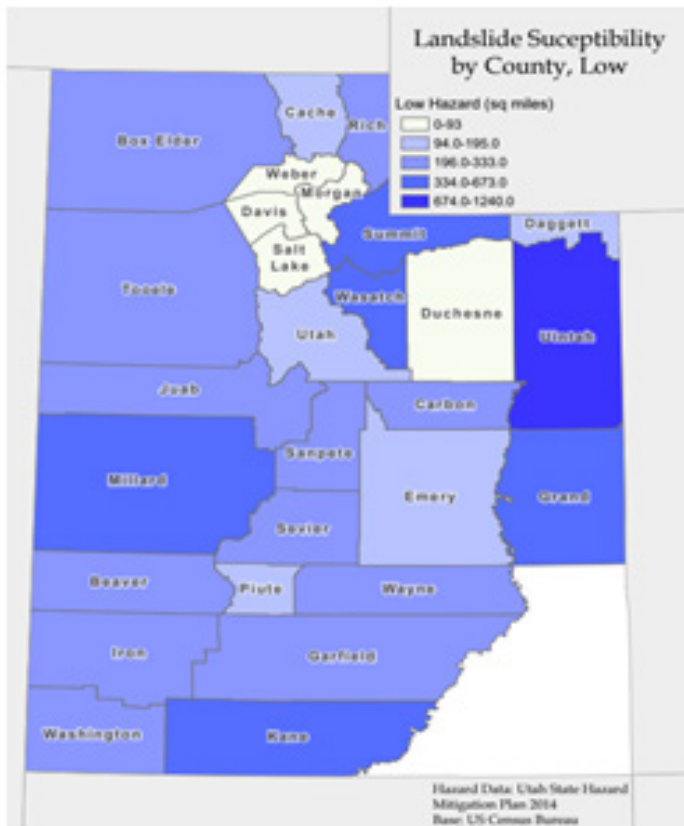 Landslide Suceptibility
by County, Low
Low Hazard (sq miles)
0-93
94.0-195.0
196.0-333.0
334.0-673.0
674.0-1240.0
Cache
Rich
Box Elder
Weber
Morgan
Davis
Summit
Daggett
Salt
Lake
Tooele
Wasatch
Duchesne
Uintah
Utah
Juab
Carbon
Sanpete
Millard
Emery
Grand
Sevier
Beaver
Piute
Wayne
Iron
Garfield
Washington
Kane
Hazard Data: Utah State Hazard
Mitigation Plan 2014
Base: US Census Bureau